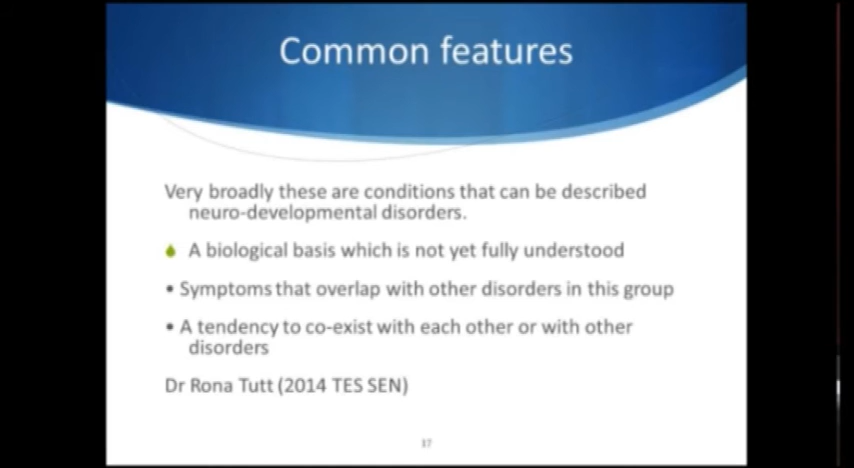 Common features
Very broadly these are conditions that can be described
neuro-developmental disorders.
A biological basis which is not yet fully understood
• Symptoms that overlap with other disorders in this group
• A tendency to co-exist with each other or with other
disorders
Dr Rona Tutt (2014 TES SEN)
37